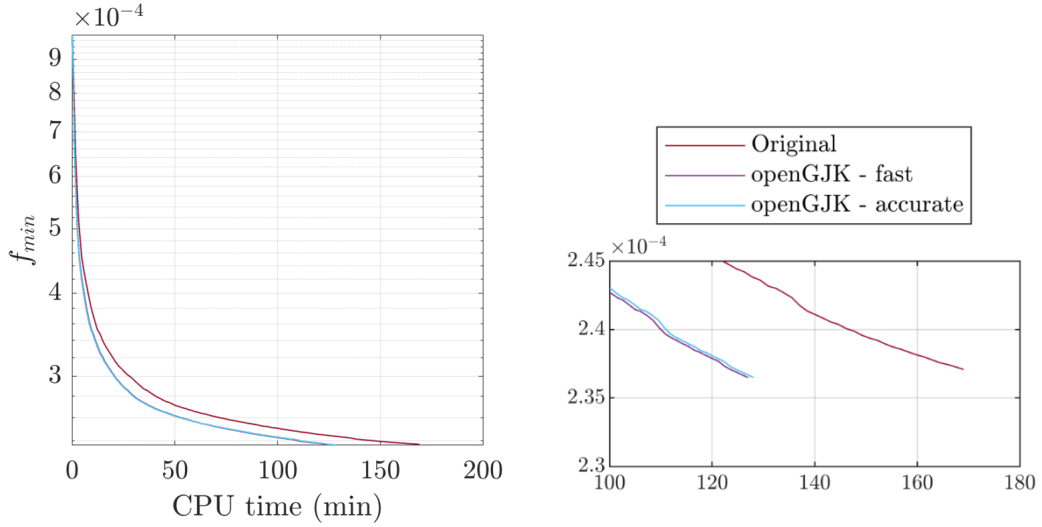 ×10⁻⁴
9
8
7
6
5
4
3
f_min
0 50 100 150 200
CPU time (min)
Original
openGJK - fast
openGJK - accurate
×10⁻⁴
2.45
2.4
2.35
2.3
100 120 140 160 180